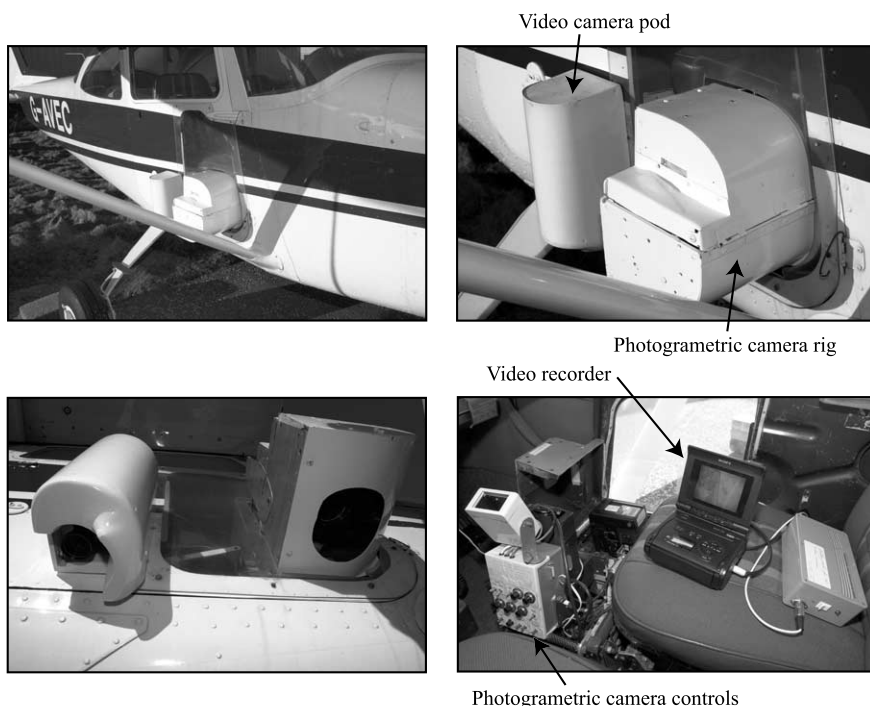 Video camera pod
G-AVEC
Photogrametric camera rig
Video recorder
Photogrametric camera controls